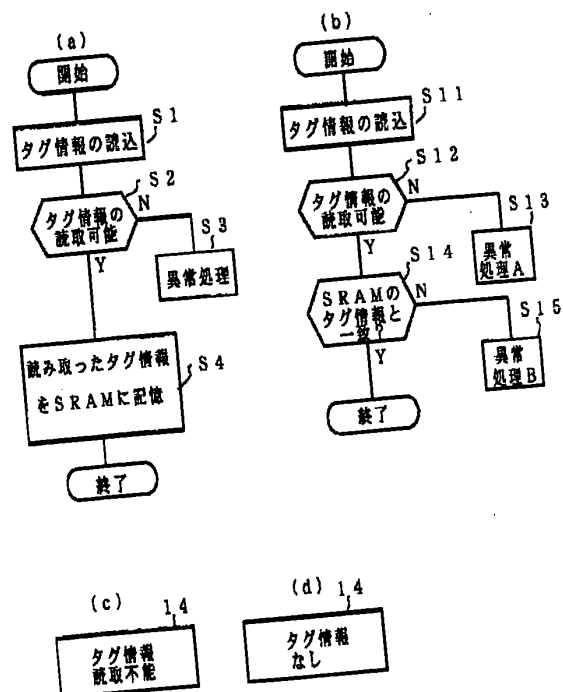 (a)
開始
S1
タグ情報の読込
S2
タグ情報の
読取可能
N
S3
異常処理
Y
読み取ったタグ情報
をSRAMに記憶
S4
終了
(b)
開始
S11
タグ情報の読込
S12
タグ情報の
読取可能
N
S13
異常
処理A
Y
S14
SRAMの
タグ情報と
一致?
N
S15
異常
処理B
Y
終了
(c)
14
タグ情報
読取不能
(d)
14
タグ情報
なし